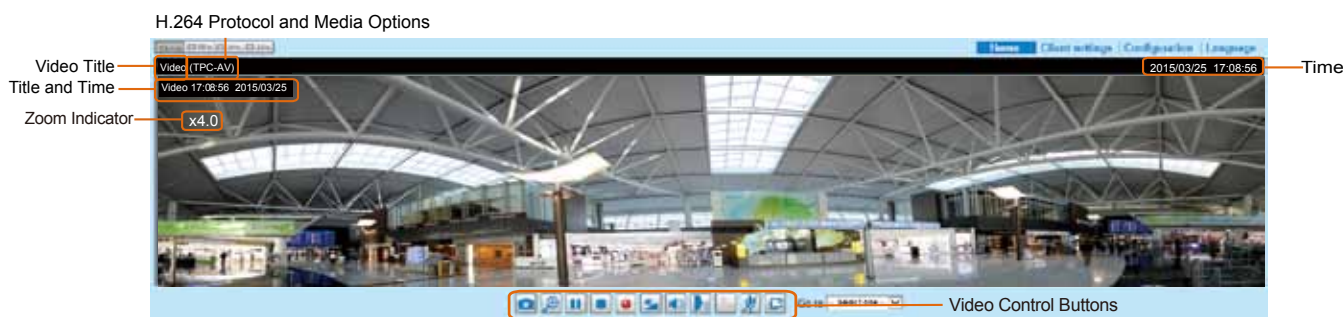 H.264 Protocol and Media Options
Home Client settings Configuration Language
Video Title
Video (TPC-AV)
2015/03/25 17:08:56
Time
Title and Time
Video 17:08:56 2015/03/25
Zoom Indicator
x4.0
Go to
Video Control Buttons